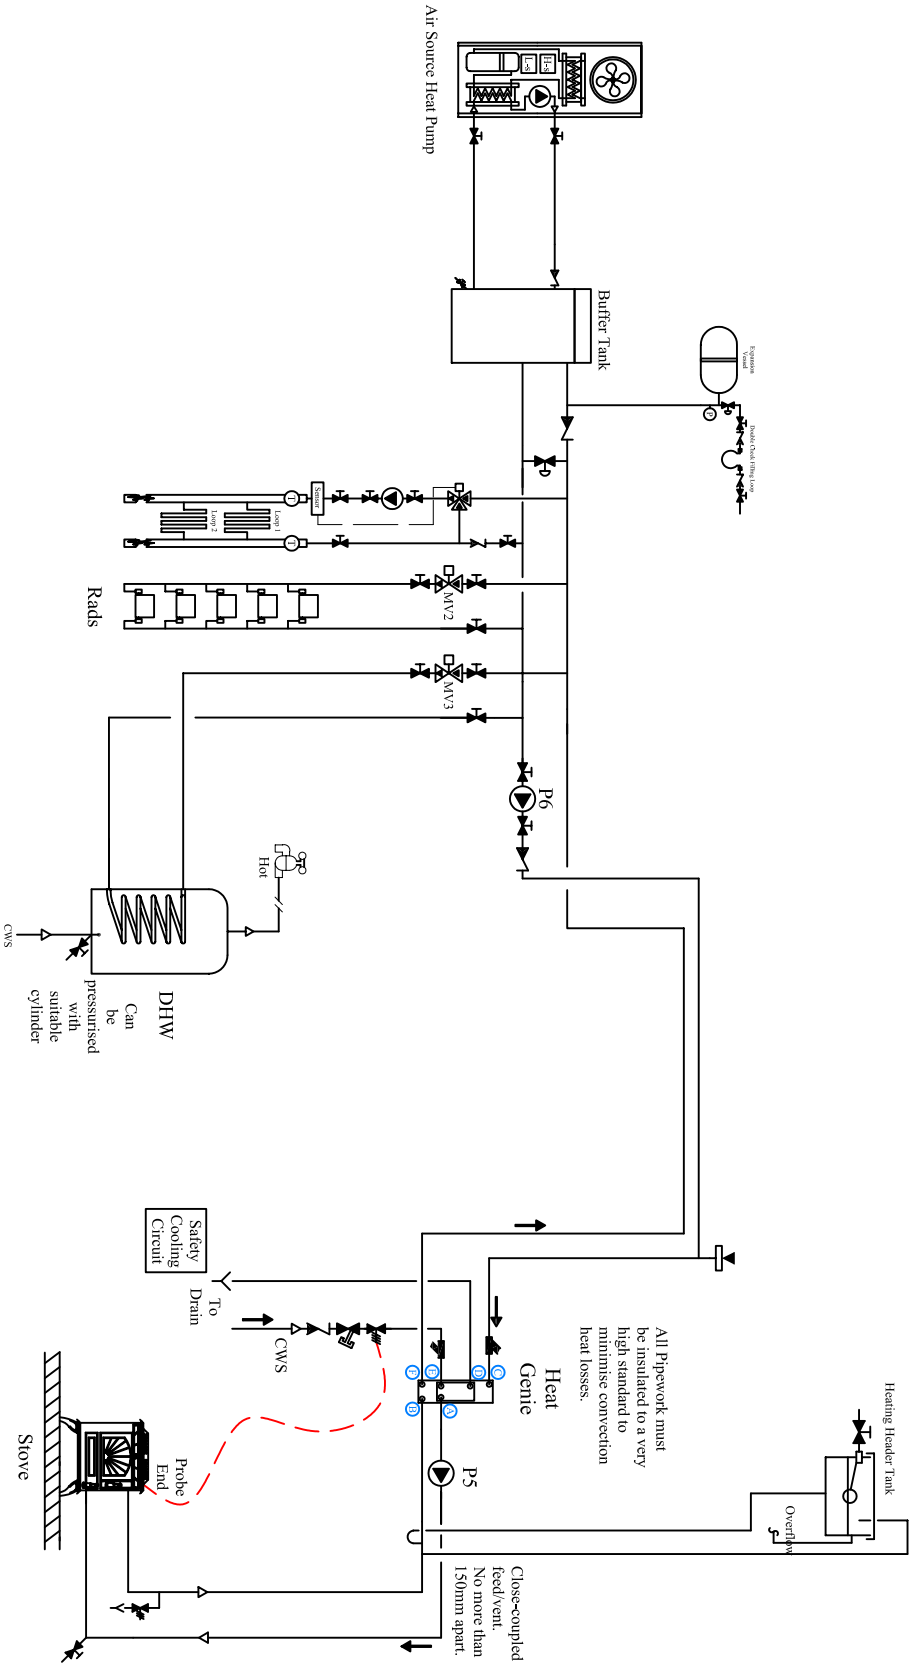 Air Source Heat Pump
H-s
L-s
Buffer Tank
Expansion
Vessel
Double Check Filling Loop
P
Sensor
T
T
Loop 1
Loop 2
MV2
Rads
MV3
P6
Hot
CWS
DHW
Can
be
pressurised
with
suitable
cylinder
Safety
Cooling
Circuit
To
Drain
CWS
All Pipework must
be insulated to a very
high standard to
minimise convection
heat losses.
Heat
Genie
C
D
E
F
A
B
P5
Heating Header Tank
Overflow
Probe
End
Stove
Close-coupled
feed/vent.
No more than
150mm apart.